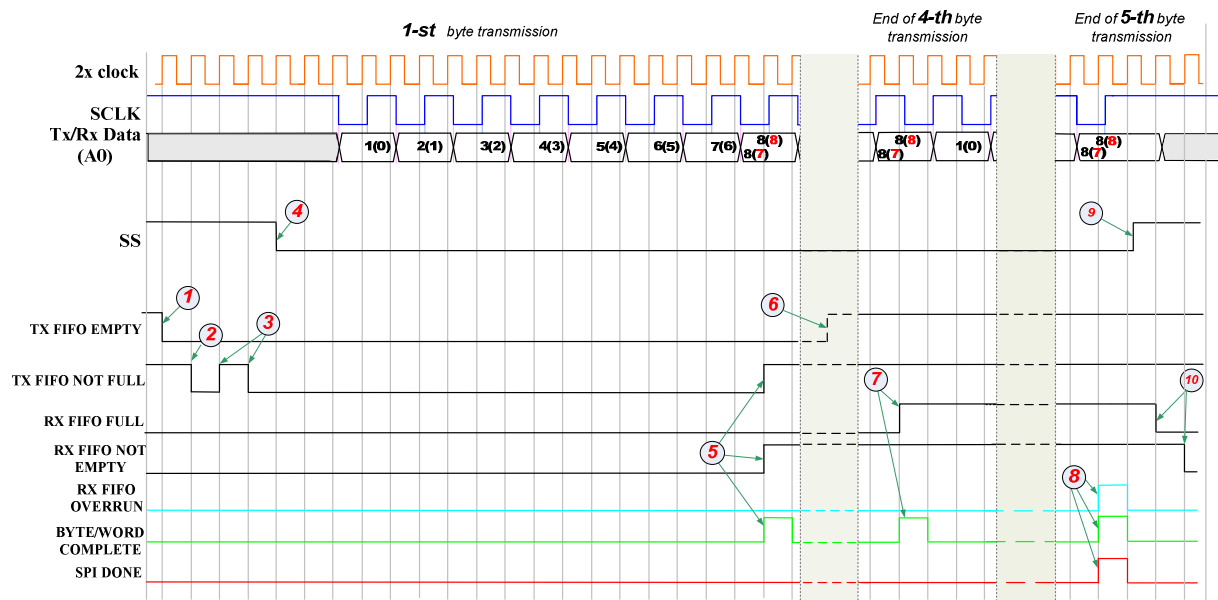 1-st byte transmission
End of 4-th byte
transmission
End of 5-th byte
transmission
2x clock
SCLK
Tx/Rx Data
(A0)
1(0) 2(1) 3(2) 4(3) 5(4) 6(5) 7(6) 8(8) 8(8) 1(0) 8(8)
8(7) 8(7) 8(7)
4
9
SS
1
6
TX FIFO EMPTY
2
3
TX FIFO NOT FULL
7
10
RX FIFO FULL
5
RX FIFO NOT
EMPTY
8
RX FIFO
OVERRUN
BYTE/WORD
COMPLETE
SPI DONE